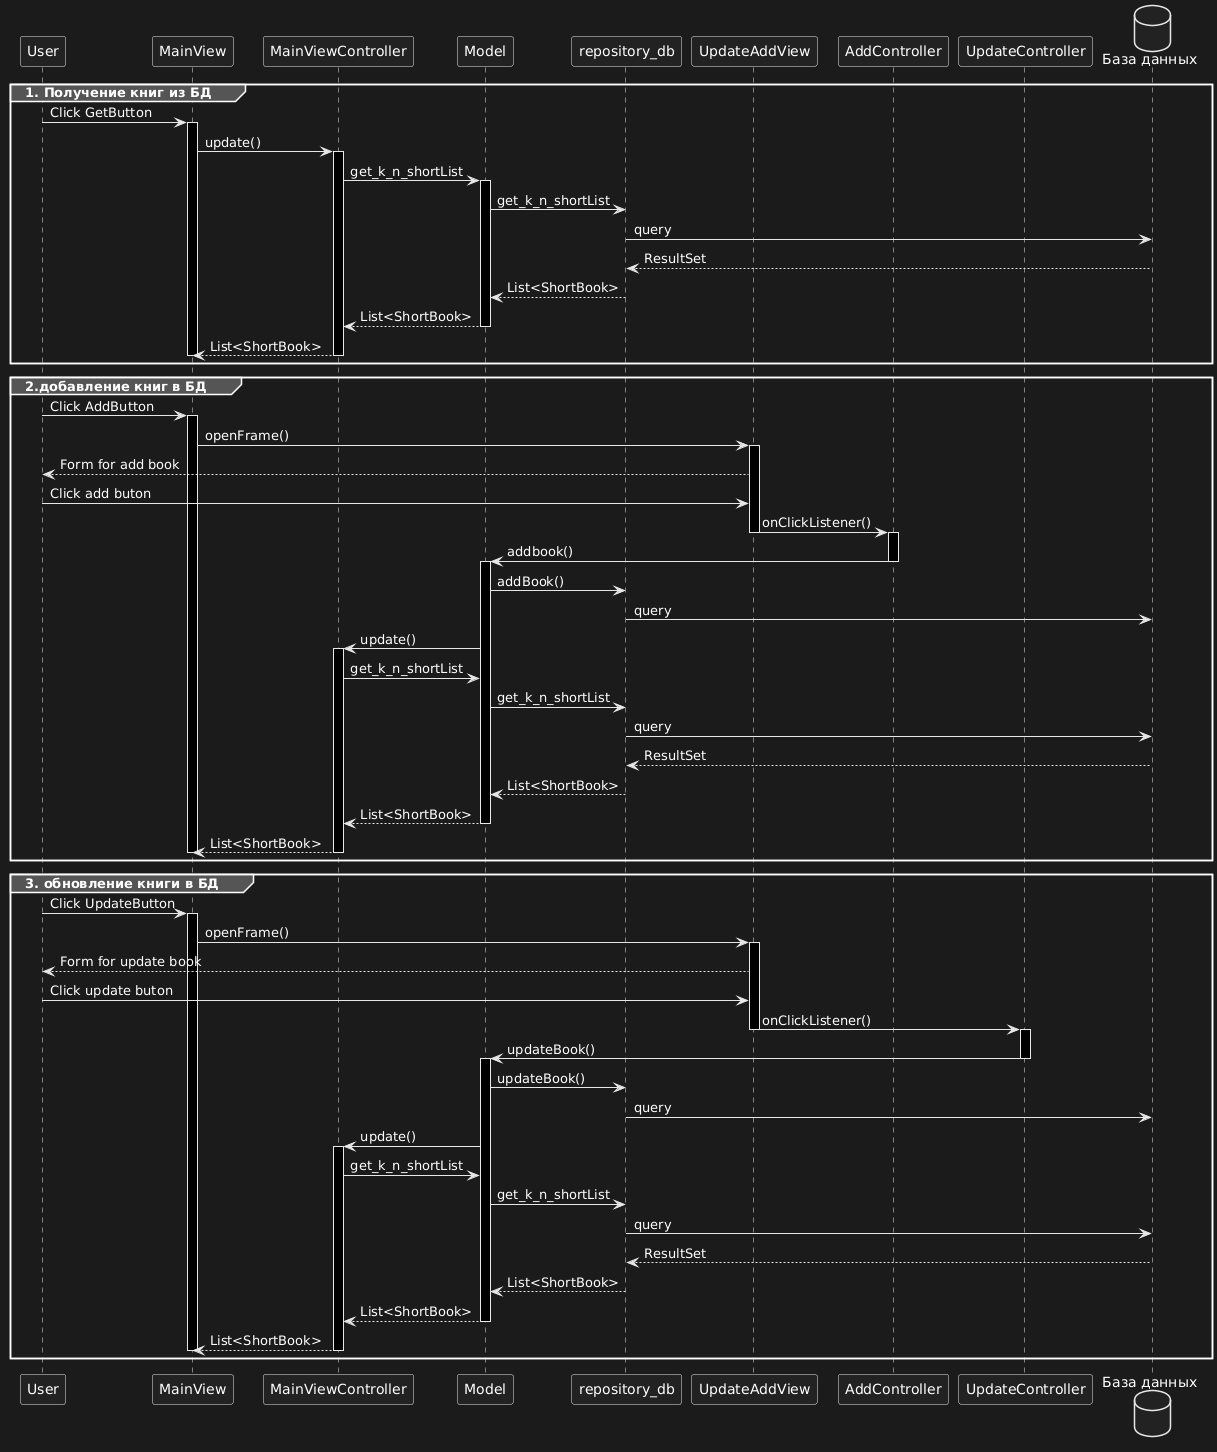 User
MainView
MainViewController
Model
repository_db
UpdateAddView
AddController
UpdateController
База данных
1. Получение книг из БД
Click GetButton
update()
get_k_n_shortList
get_k_n_shortList
query
ResultSet
List<ShortBook>
List<ShortBook>
List<ShortBook>
2.добавление книг в БД
Click AddButton
openFrame()
Form for add book
Click add buton
onClickListener()
addbook()
addBook()
query
update()
get_k_n_shortList
get_k_n_shortList
query
ResultSet
List<ShortBook>
List<ShortBook>
List<ShortBook>
3. обновление книги в БД
Click UpdateButton
openFrame()
Form for update book
Click update buton
onClickListener()
updateBook()
updateBook()
query
update()
get_k_n_shortList
get_k_n_shortList
query
ResultSet
List<ShortBook>
List<ShortBook>
List<ShortBook>
User
MainView
MainViewController
Model
repository_db
UpdateAddView
AddController
UpdateController
База данных